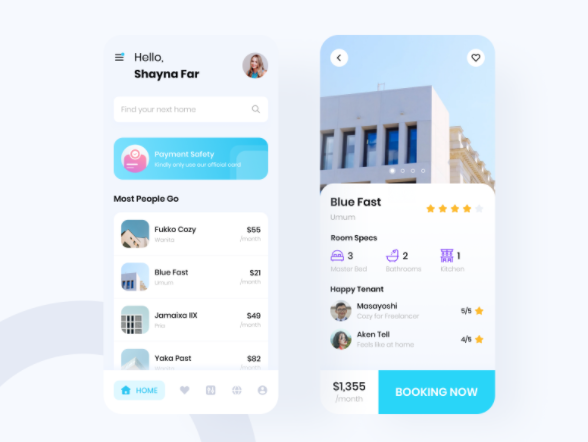 Hello,
Shayna Far
Find your next home
Payment Safety
Kindly only use our official card
Most People Go
Fukko Cozy
$55
Wanita
/month
Blue Fast
$21
Umum
/month
Jamaixa IIX
$49
Pria
/month
Yaka Past
$82
/month
HOME
Blue Fast
Umum
Room Specs
3
2
1
Master Bed
Bathrooms
Kitchen
Happy Tenant
Masayoshi
5/5
Cozy for Freelancer
Aken Tell
4/5
Feels like at home
$1,355
/month
BOOKING NOW